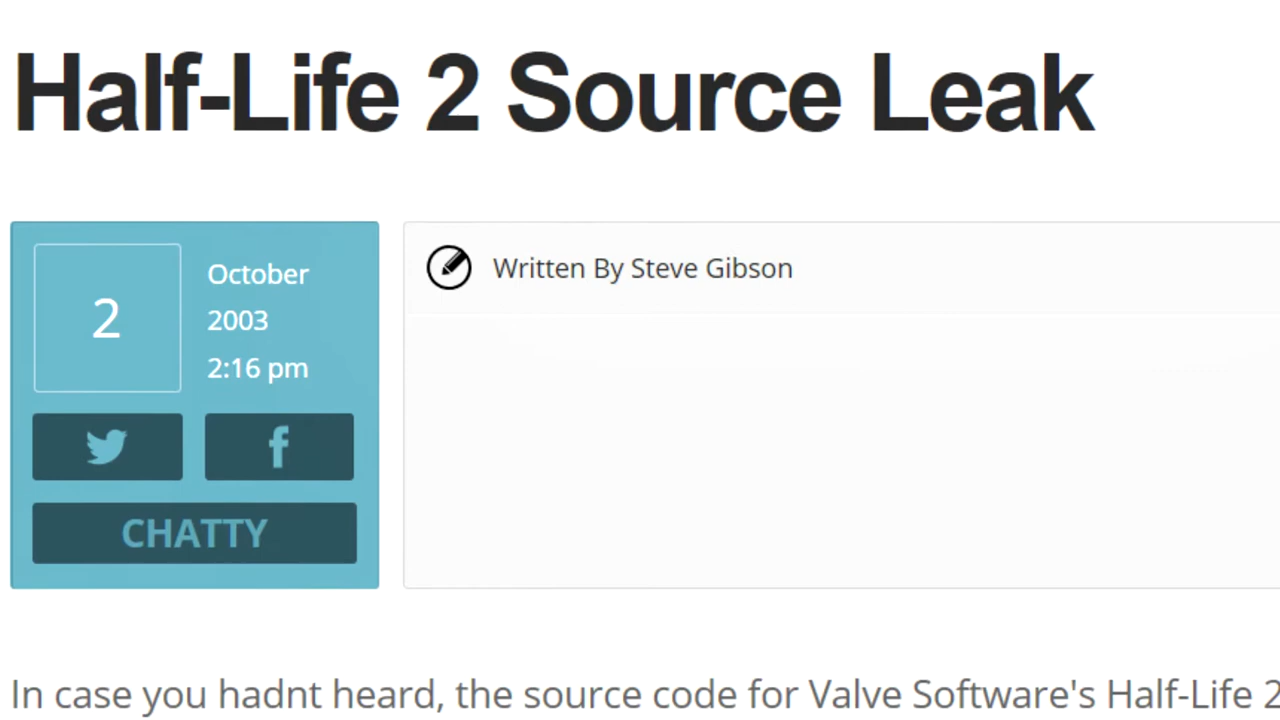 Half-Life 2 Source Leak
2
October
2003
2:16 pm
CHATTY
Written By Steve Gibson
In case you hadnt heard, the source code for Valve Software's Half-Life 2